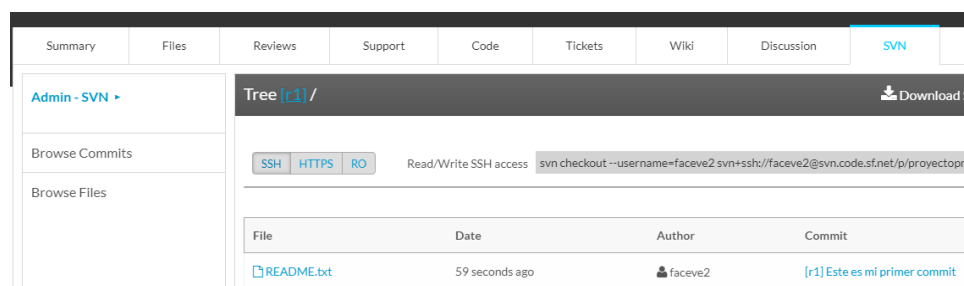 Summary Files Reviews Support Code Tickets Wiki Discussion SVN
Admin - SVN
Tree [r1] /
Download
Browse Commits
SSH HTTPS RO Read/Write SSH access svn checkout --username=faceve2 svn+ssh://faceve2@svn.code.sf.net/p/proyectopr
Browse Files
File Date Author Commit
README.txt 59 seconds ago faceve2 [r1] Este es mi primer commit